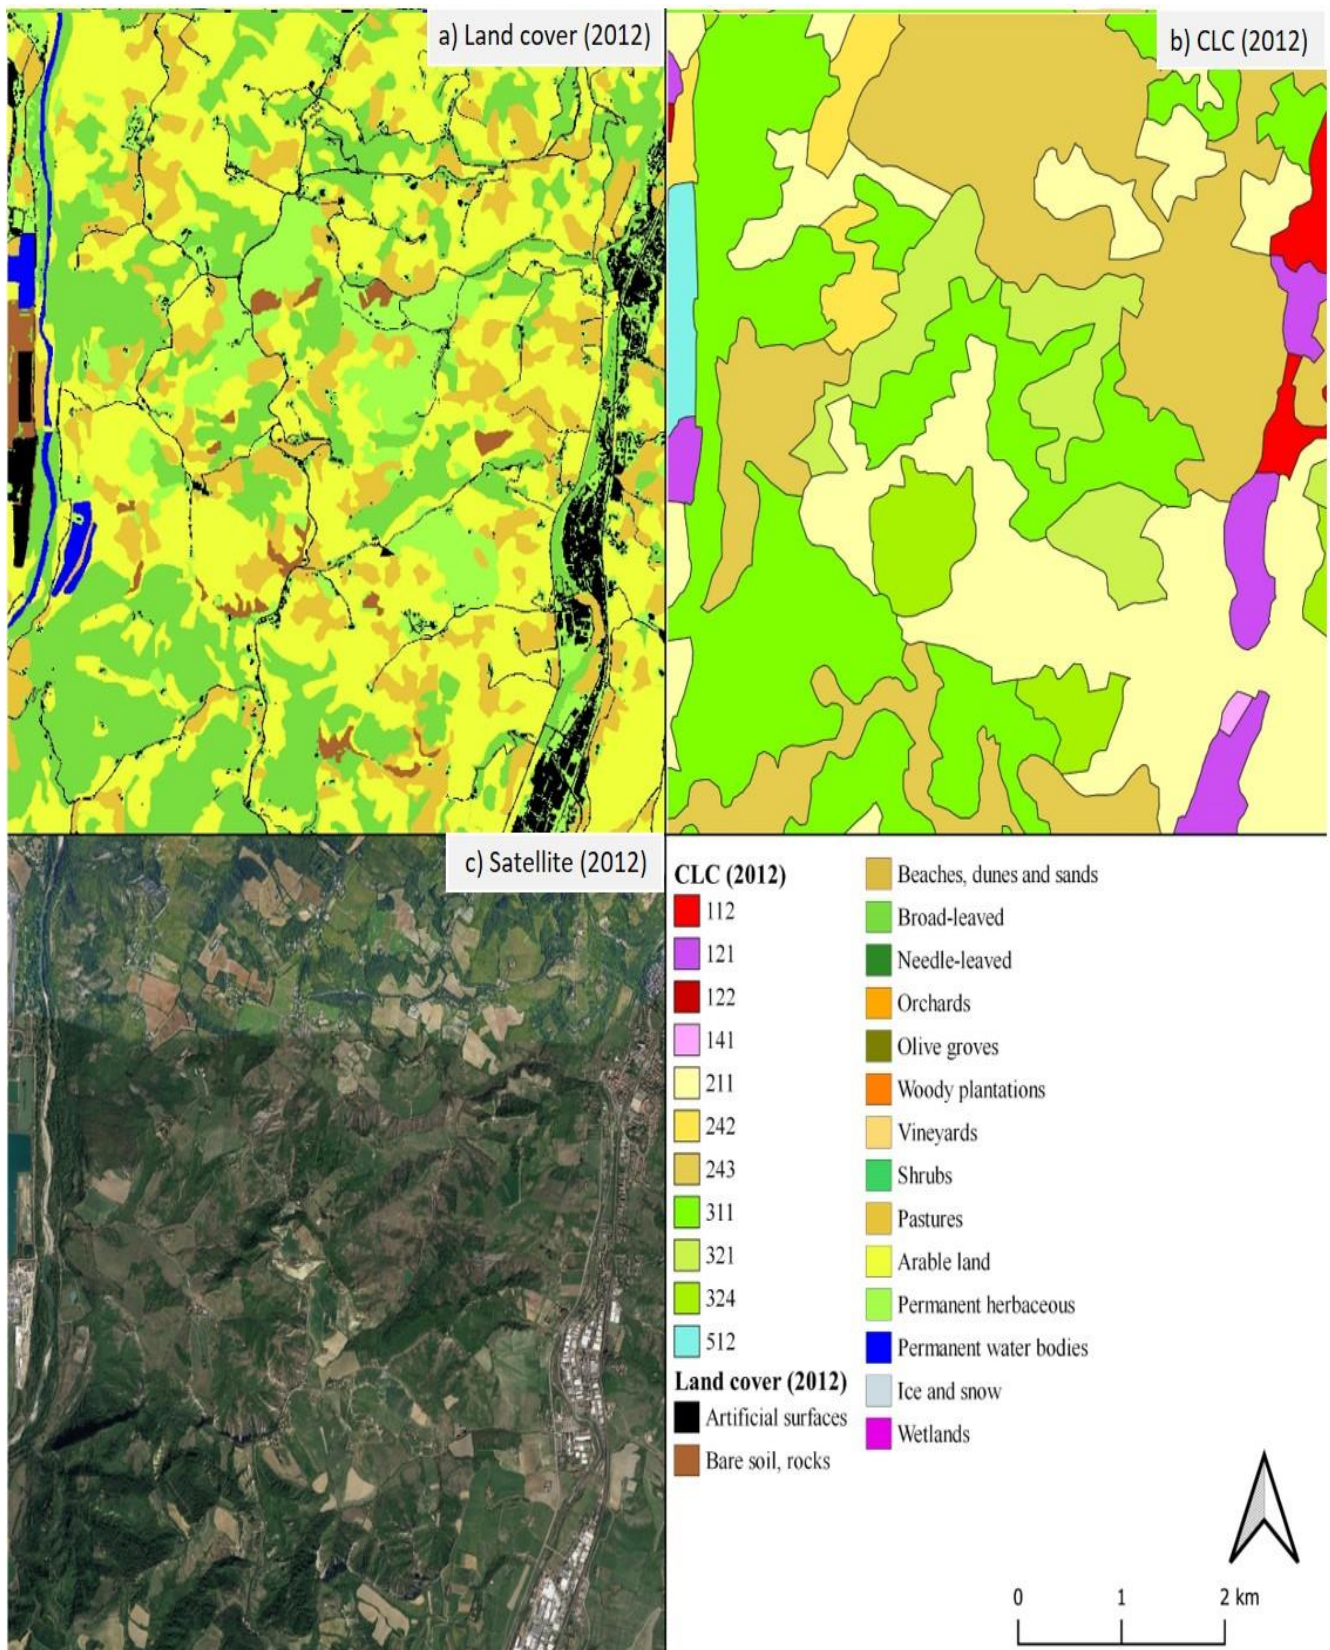 a) Land cover (2012)
b) CLC (2012)
c) Satellite (2012)
CLC (2012)
112
121
122
141
211
242
243
311
321
324
512
Land cover (2012)
Artificial surfaces
Bare soil, rocks
Beaches, dunes and sands
Broad-leaved
Needle-leaved
Orchards
Olive groves
Woody plantations
Vineyards
Shrubs
Pastures
Arable land
Permanent herbaceous
Permanent water bodies
Ice and snow
Wetlands
0 1 2 km